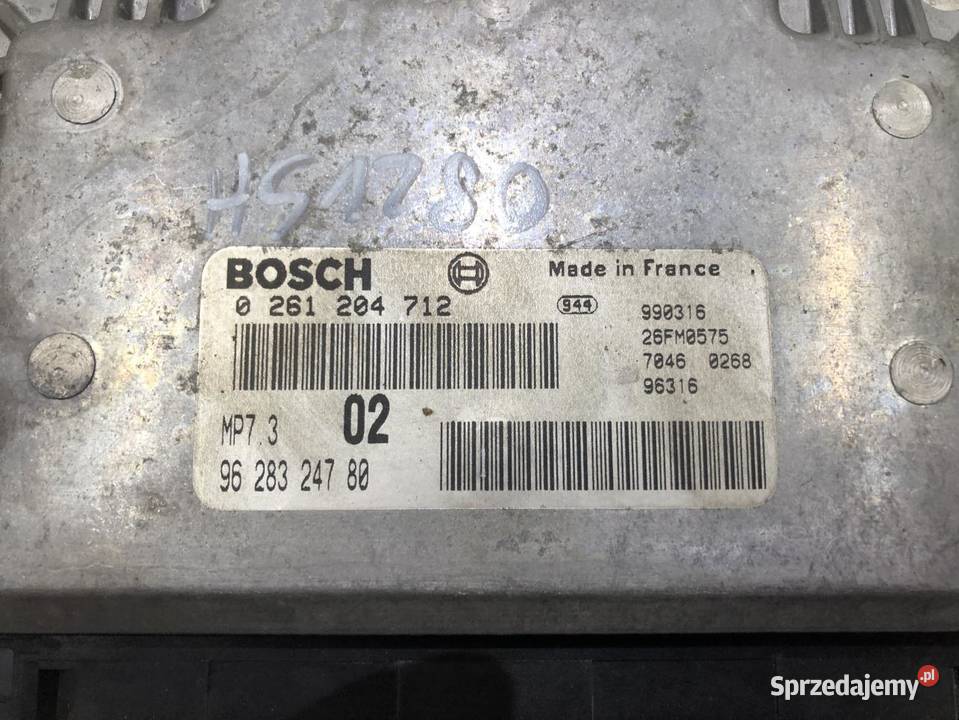 HS1280
BOSCH Made in France
0 261 204 712 944 990316
26FM0575
7046 0268
96316
MP7.3 02
96 283 247 80
Sprzedajemy.pl